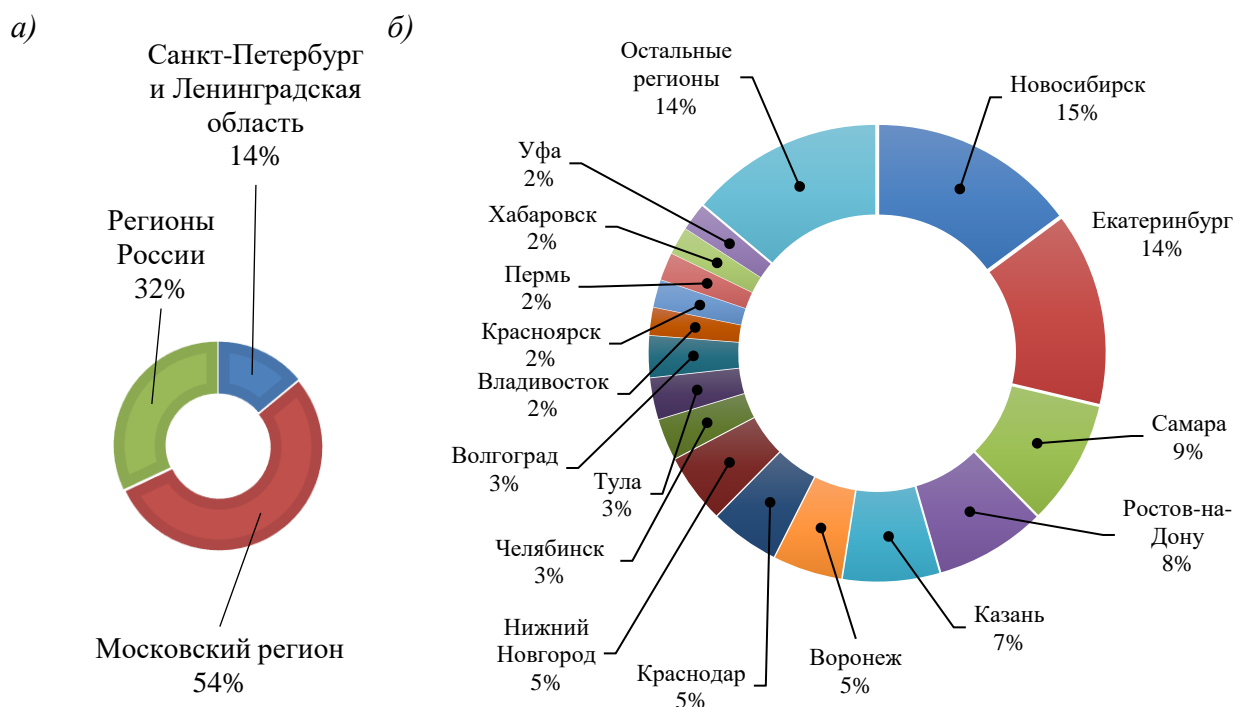 а)
Санкт-Петербург
и Ленинградская
область
14%
Регионы
России
32%
Московский регион
54%
б)
Остальные
регионы
14%
Новосибирск
15%
Екатеринбург
14%
Самара
9%
Ростов-на-
Дону
8%
Казань
7%
Воронеж
5%
Краснодар
5%
Нижний
Новгород
5%
Челябинск
3%
Тула
3%
Волгоград
3%
Владивосток
2%
Красноярск
2%
Пермь
2%
Хабаровск
2%
Уфа
2%